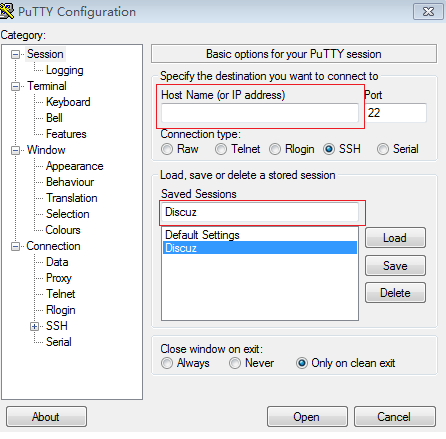 PuTTY Configuration
Category:
Session
Logging
Terminal
Keyboard
Bell
Features
Window
Appearance
Behaviour
Translation
Selection
Colours
Connection
Data
Proxy
Telnet
Rlogin
SSH
Serial
Basic options for your PuTTY session
Specify the destination you want to connect to
Host Name (or IP address) Port
22
Connection type:
Raw Telnet Rlogin SSH Serial
Load, save or delete a stored session
Saved Sessions
Discuz
Default Settings
Discuz
Load
Save
Delete
Close window on exit:
Always Never Only on clean exit
About Open Cancel